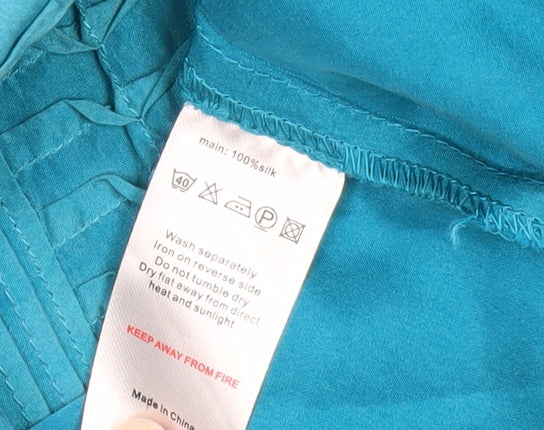 main: 100%silk
40 P
Wash separately
Iron on reverse side
Do not tumble dry
Dry flat away from direct
heat and sunlight
KEEP AWAY FROM FIRE
Made in China